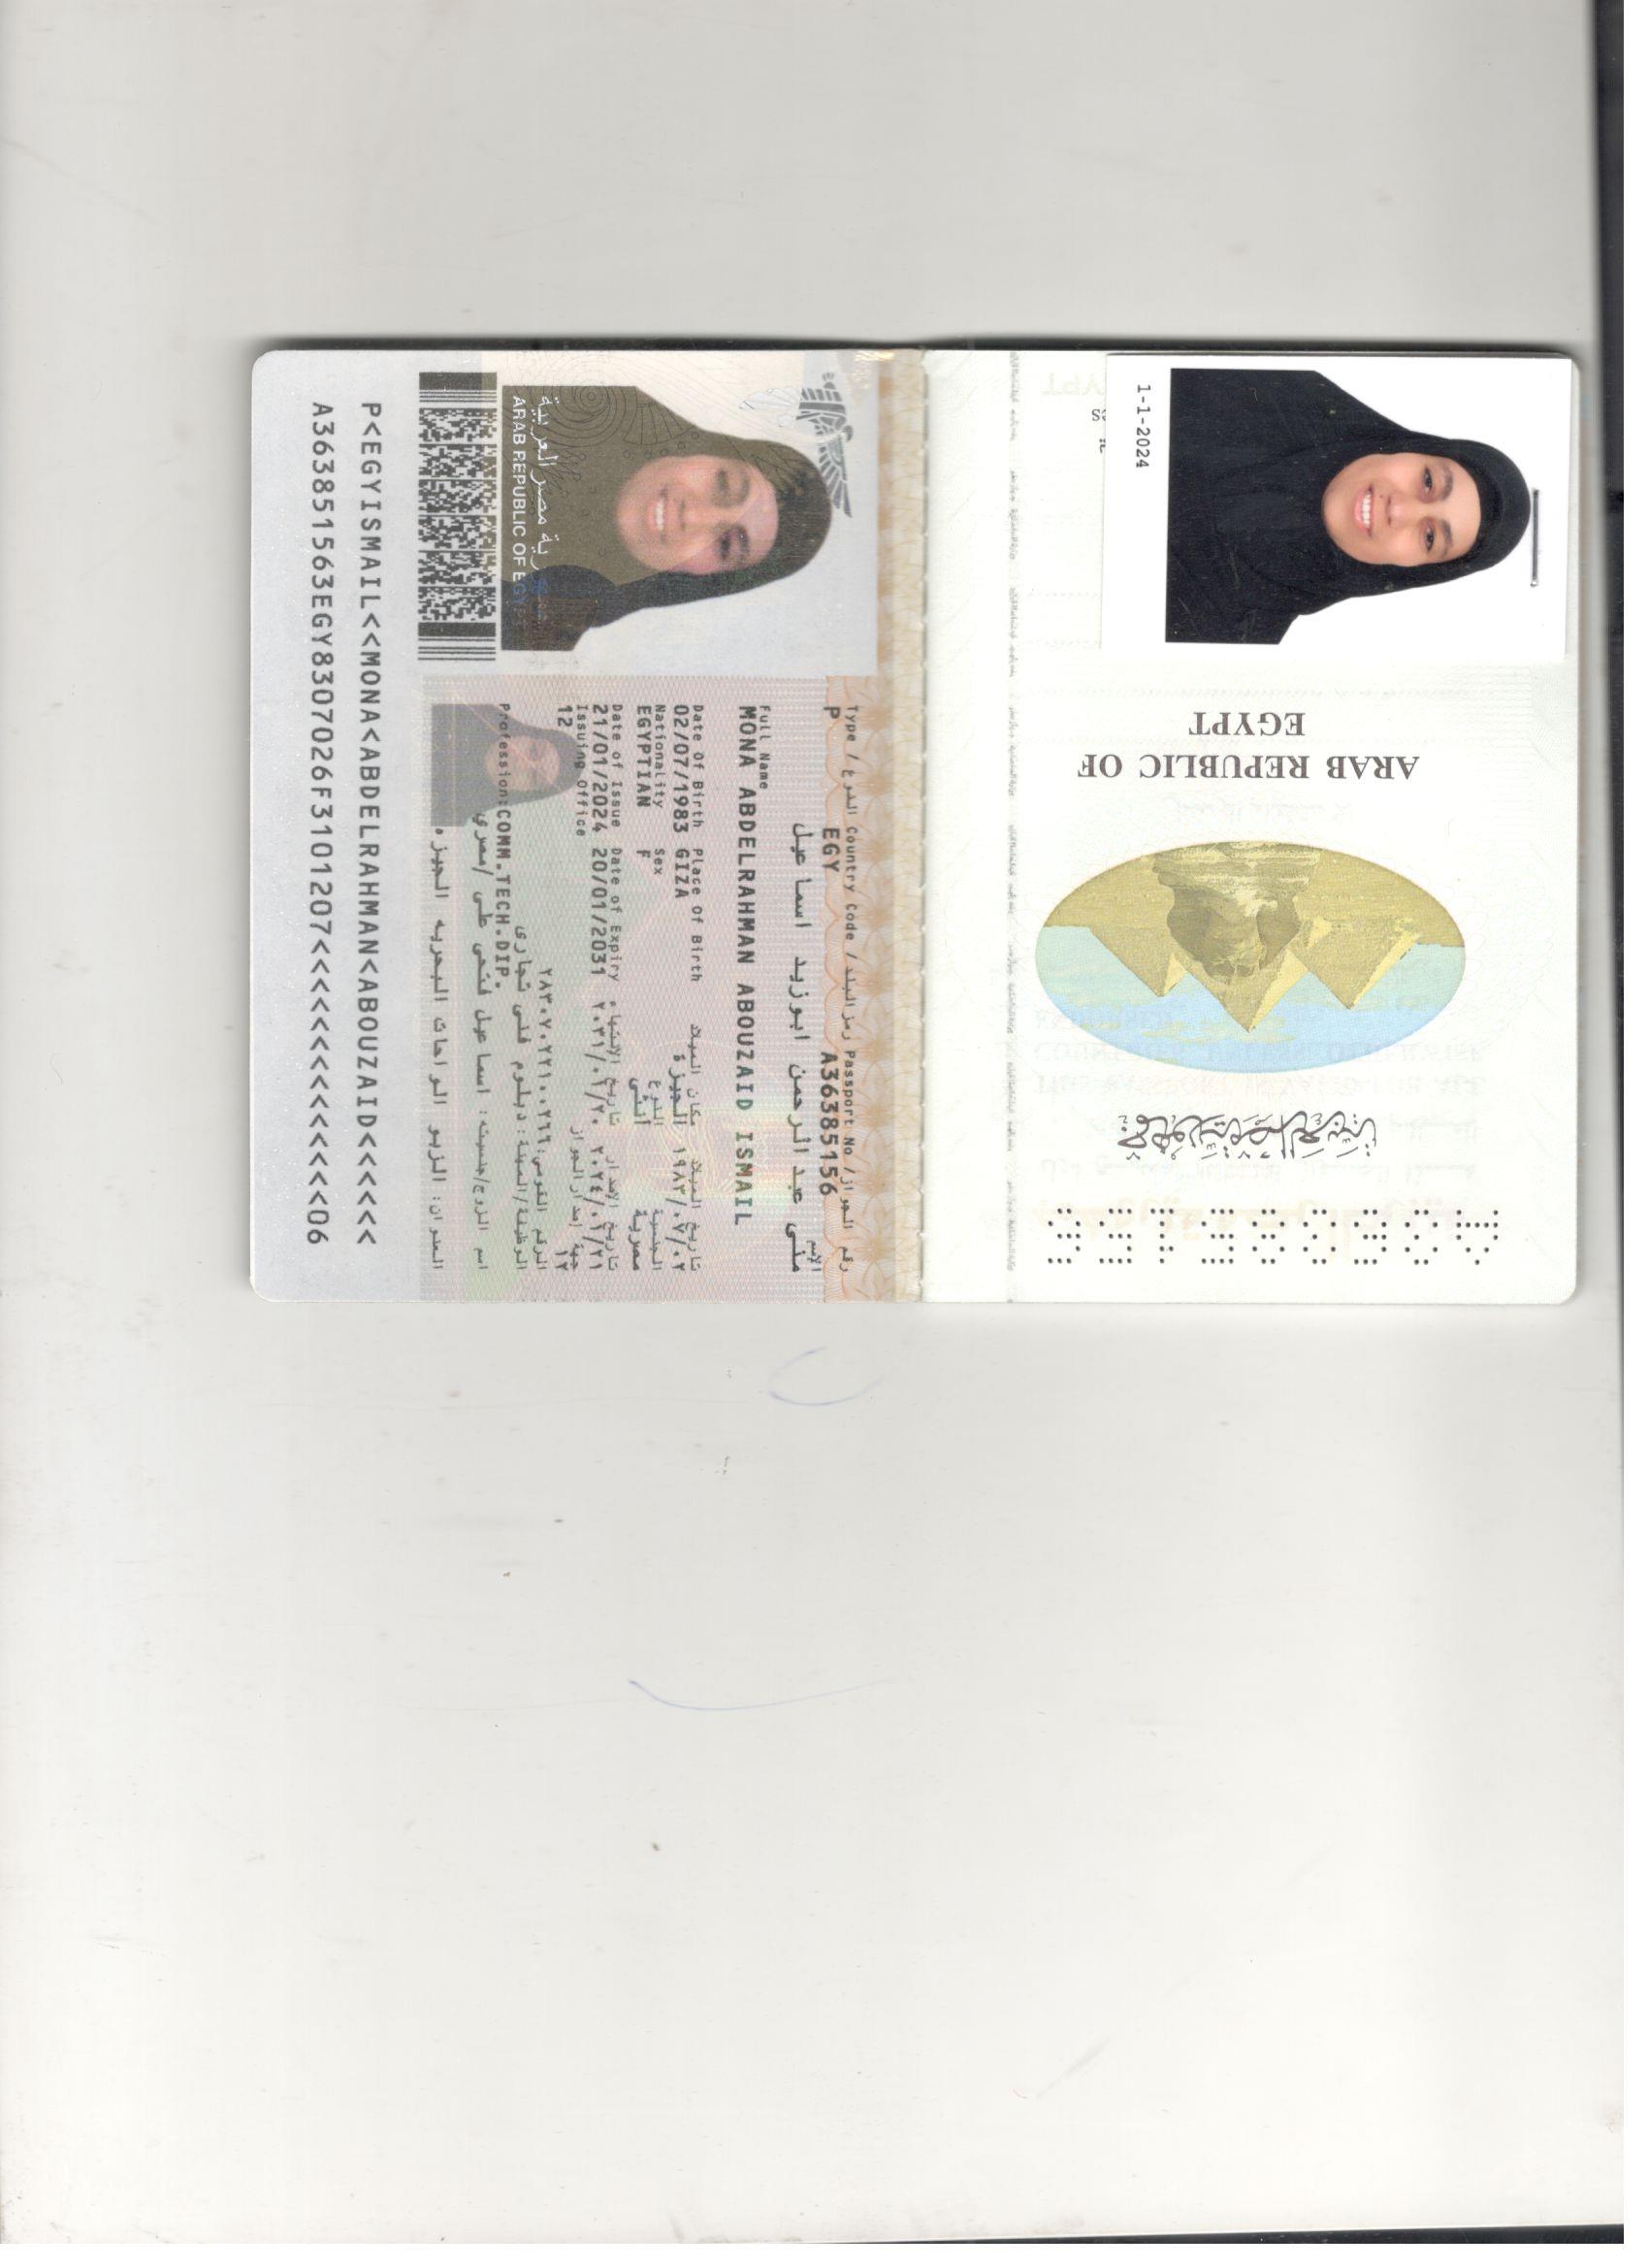 1-1-2024
ARAB REPUBLIC OF
EGYPT
جمهورية مصر العربية
A36385156
Type / النوع Country Code / رمز البلد Passport No / رقم الجواز
P EGY A36385156
الإسم
منى عبد الرحمن ابوزيد اسماعيل
Full Name
MONA ABDELRAHMAN ABOUZAID ISMAIL
Date Of Birth Place Of Birth مكان الميلاد تاريخ الميلاد
02/07/1983 GIZA الجيزة ١٩٨٣/٠٧/٠٢
Nationality Sex النوع الجنسية
EGYPTIAN F أنثى مصرية
Date of Issue Date of Expiry تاريخ الإنتهاء تاريخ الإصدار
21/01/2024 20/01/2031 ٢٠٣١/٠١/٢٠ ٢٠٢٤/٠١/٢١
Issuing Office جهة إصدار الجواز
12 ١٢
الرقم القومي: ٢٨٣٠٧٠٢٢١٠٠٢٦٦
الوظيفة/المهنة: دبلوم فنى تجارى
Profession:COMM.TECH.DIP.
اسم الزوج/جنسيته: اسماعيل فتحى على /مصري
العنوان: الزبو الواحات البحريه الجيزه
جمهورية مصر العربية
ARAB REPUBLIC OF EGYPT
P<EGYISMAIL<<MONA<ABDELRAHMAN<ABOUZAID<<<<<<
A363851563EGY8307026F3101207<<<<<<<<<<<<<<06